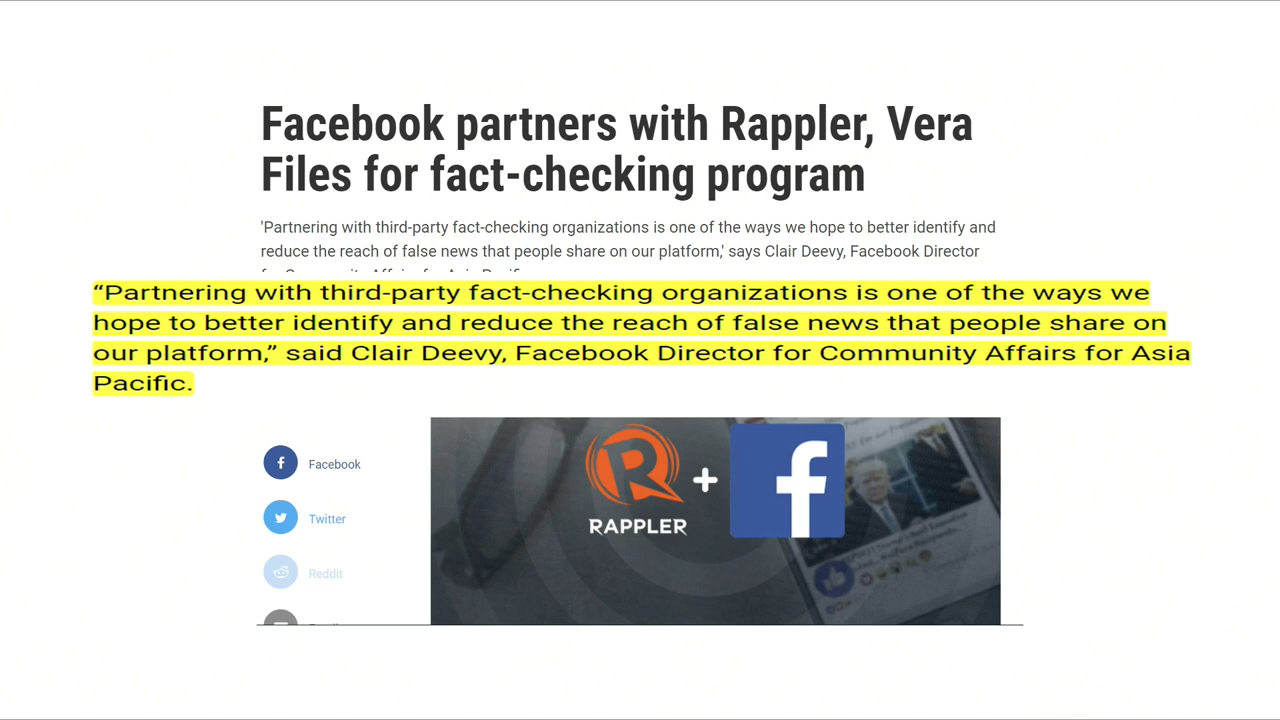 Facebook partners with Rappler, Vera
Files for fact-checking program
'Partnering with third-party fact-checking organizations is one of the ways we hope to better identify and
reduce the reach of false news that people share on our platform,' says Clair Deevy, Facebook Director
“Partnering with third-party fact-checking organizations is one of the ways we
hope to better identify and reduce the reach of false news that people share on
our platform,” said Clair Deevy, Facebook Director for Community Affairs for Asia
Pacific.
Facebook
Twitter
Reddit
RAPPLER